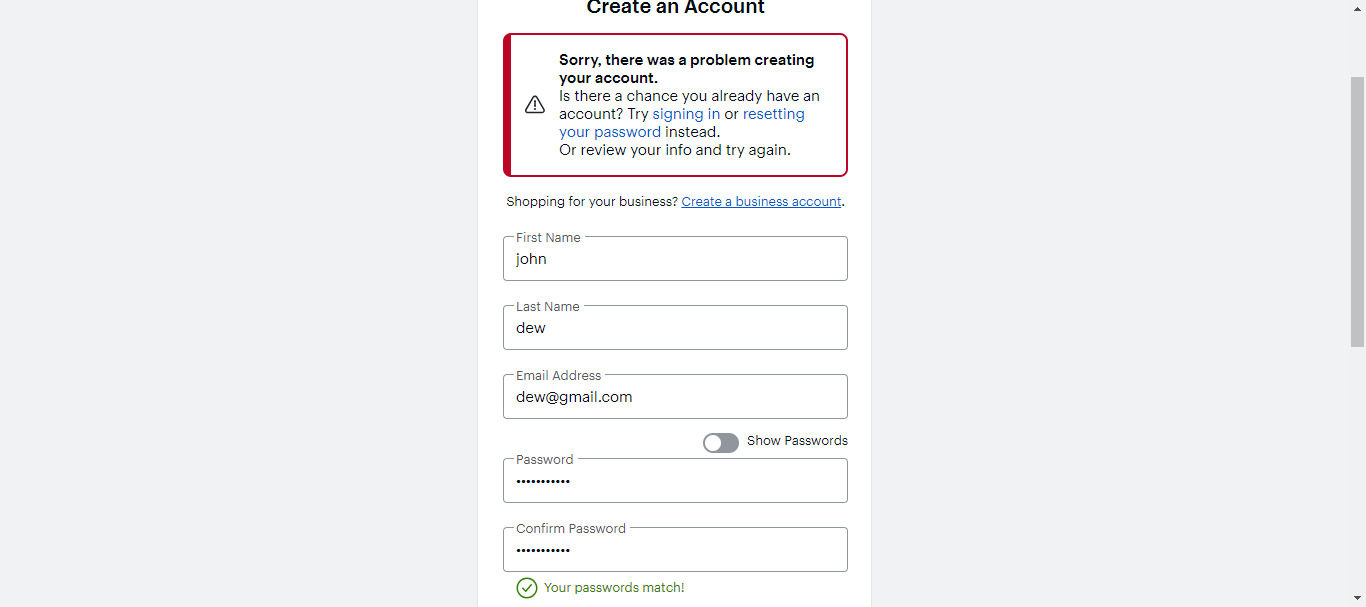 Create an Account
Sorry, there was a problem creating
your account.
Is there a chance you already have an
account? Try signing in or resetting
your password instead.
Or review your info and try again.
Shopping for your business? Create a business account.
First Name
john
Last Name
dew
Email Address
dew@gmail.com
Show Passwords
Password
•••••••••••
Confirm Password
•••••••••••
Your passwords match!